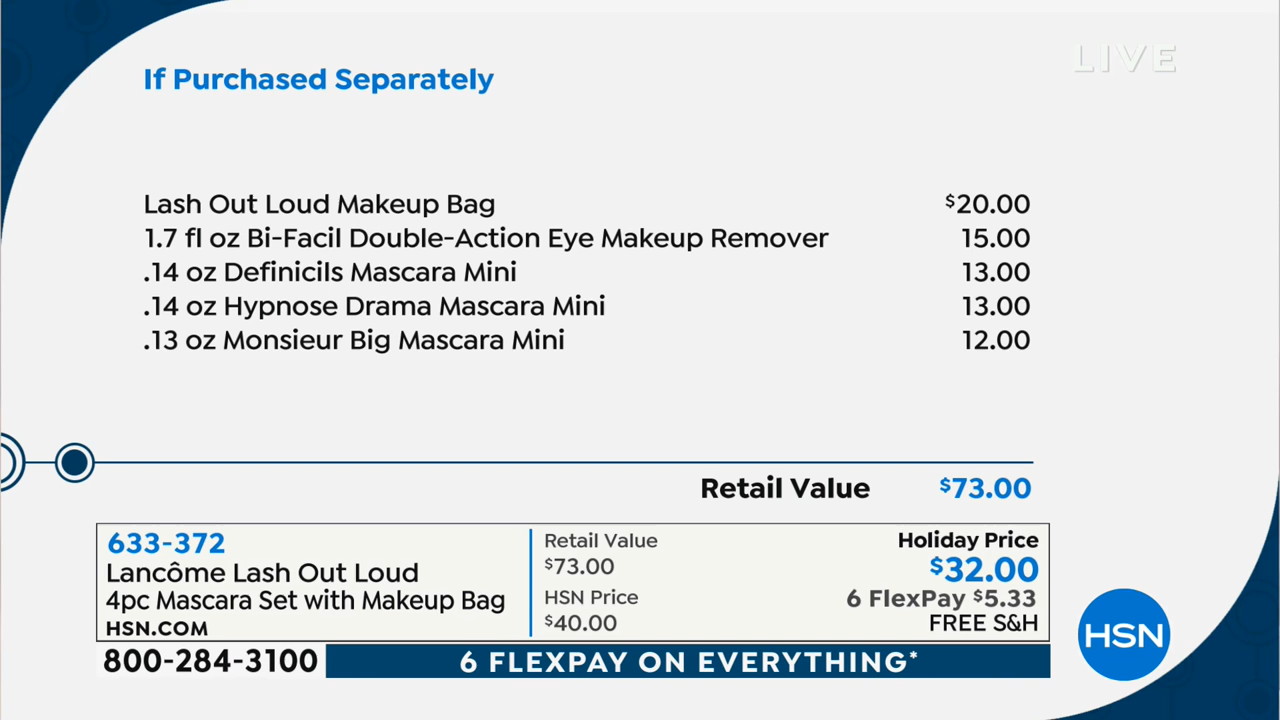 LIVE
If Purchased Separately
Lash Out Loud Makeup Bag $20.00
1.7 fl oz Bi-Facil Double-Action Eye Makeup Remover 15.00
.14 oz Definicils Mascara Mini 13.00
.14 oz Hypnose Drama Mascara Mini 13.00
.13 oz Monsieur Big Mascara Mini 12.00
Retail Value $73.00
633-372
Lancôme Lash Out Loud
4pc Mascara Set with Makeup Bag
HSN.COM
Retail Value
$73.00
HSN Price
$40.00
Holiday Price
$32.00
6 FlexPay $5.33
FREE S&H
HSN
800-284-3100
6 FLEXPAY ON EVERYTHING*